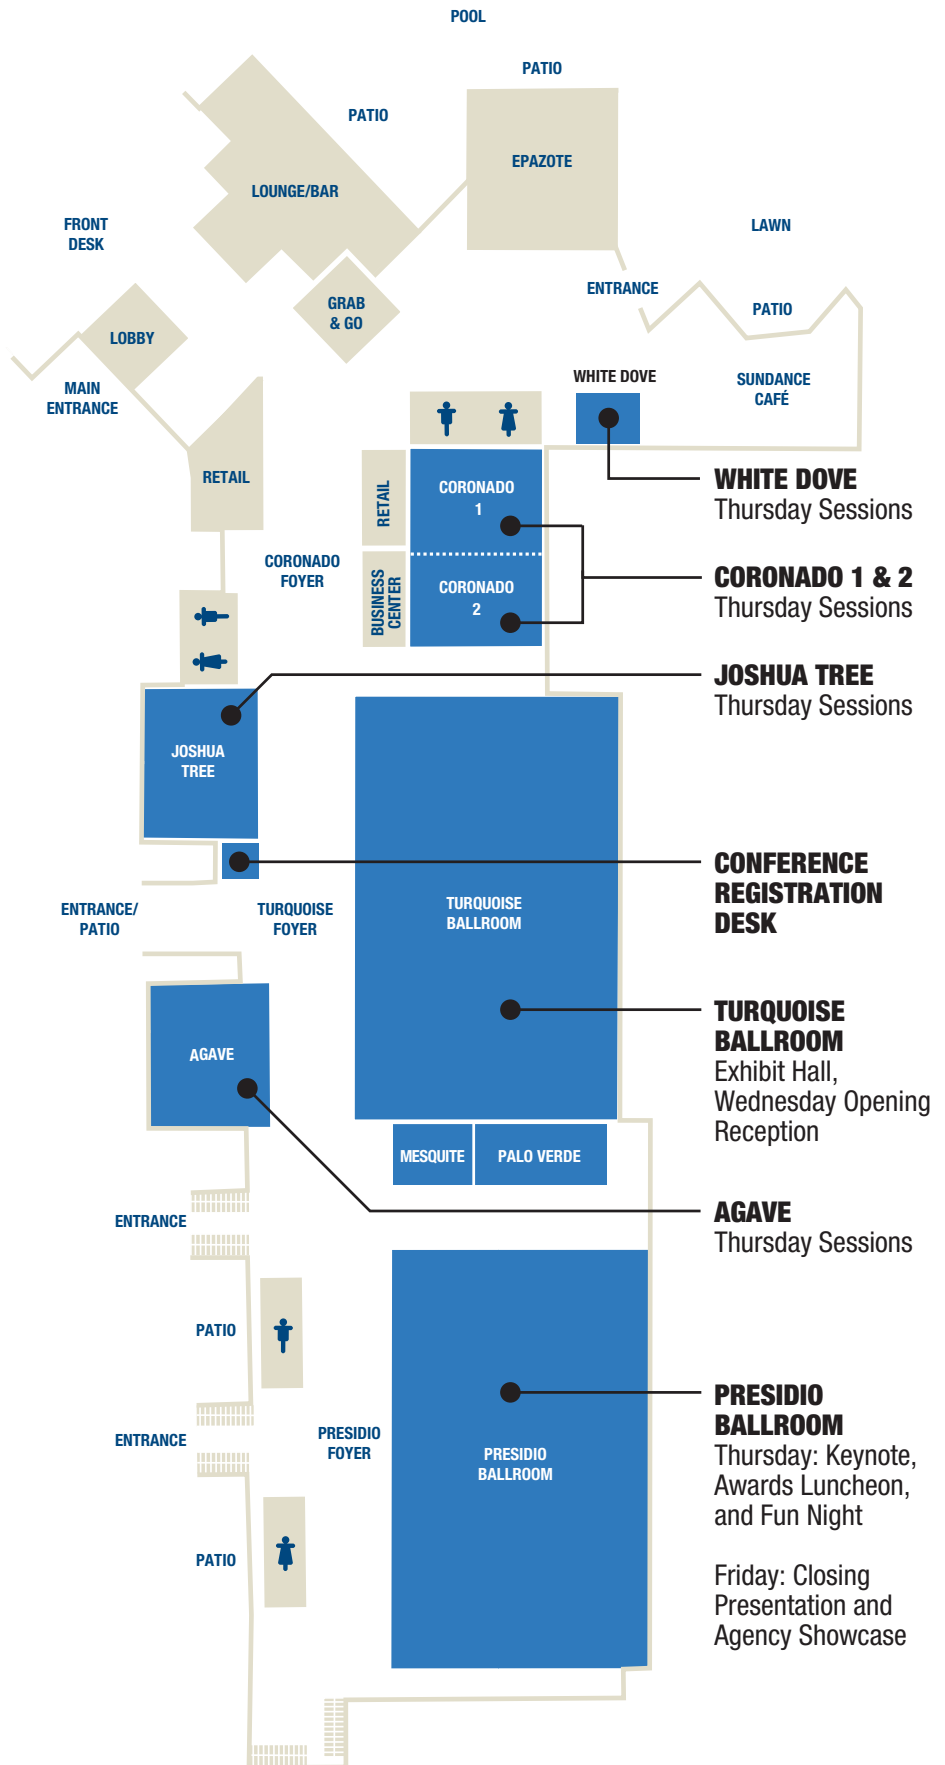 POOL
PATIO
PATIO
EPAZOTE
LOUNGE/BAR
FRONT
DESK
LAWN
ENTRANCE
GRAB
& GO
PATIO
LOBBY
MAIN
ENTRANCE
WHITE DOVE
SUNDANCE
CAFÉ
RETAIL
RETAIL
CORONADO
1
WHITE DOVE
Thursday Sessions
CORONADO
FOYER
BUSINESS
CENTER
CORONADO
2
CORONADO 1 & 2
Thursday Sessions
JOSHUA TREE
Thursday Sessions
JOSHUA
TREE
CONFERENCE
REGISTRATION
DESK
ENTRANCE/
PATIO
TURQUOISE
FOYER
TURQUOISE
BALLROOM
TURQUOISE
BALLROOM
Exhibit Hall,
Wednesday Opening
Reception
AGAVE
MESQUITE
PALO VERDE
AGAVE
Thursday Sessions
ENTRANCE
PATIO
PRESIDIO
BALLROOM
Thursday: Keynote,
Awards Luncheon,
and Fun Night
Friday: Closing
Presentation and
Agency Showcase
ENTRANCE
PRESIDIO
FOYER
PRESIDIO
BALLROOM
PATIO